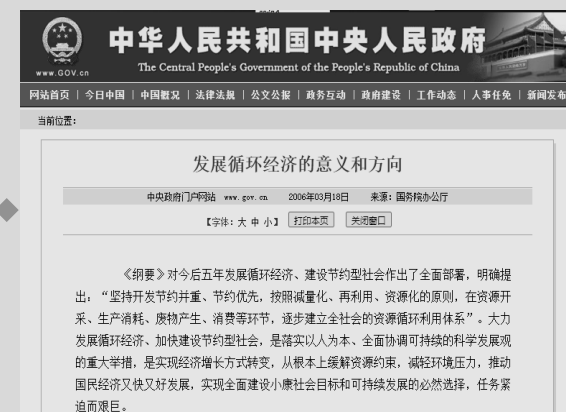 中华人民共和国中央人民政府
www.GOV.cn
The Central People's Government of the People's Republic of China
网站首页 | 今日中国 | 中国概况 | 法律法规 | 公文公报 | 政务互动 | 政府建设 | 工作动态 | 人事任免 | 新闻发布
当前位置：
发展循环经济的意义和方向
中央政府门户网站 www.gov.cn 2006年03月18日 来源：国务院办公厅
【字体：大 中 小】 打印本页 关闭窗口
《纲要》对今后五年发展循环经济、建设节约型社会作出了全面部署，明确提
出：“坚持开发节约并重、节约优先，按照减量化、再利用、资源化的原则，在资源开
采、生产消耗、废物产生、消费等环节，逐步建立全社会的资源循环利用体系”。大力
发展循环经济、加快建设节约型社会，是落实以人为本、全面协调可持续的科学发展观
的重大举措，是实现经济增长方式转变，从根本上缓解资源约束，减轻环境压力，推动
国民经济又快又好发展，实现全面建设小康社会目标和可持续发展的必然选择，任务紧
迫而艰巨。